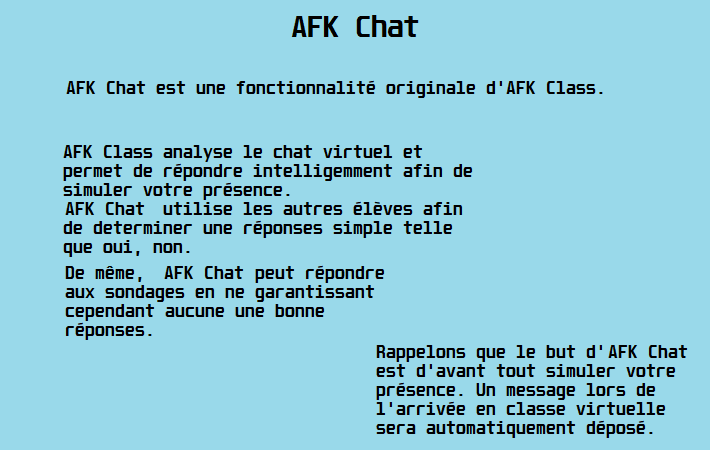 AFK Chat
AFK Chat est une fonctionnalité originale d'AFK Class.
AFK Class analyse le chat virtuel et
permet de répondre intelligemment afin de
simuler votre présence.
AFK Chat utilise les autres élèves afin
de determiner une réponses simple telle
que oui, non.
De même, AFK Chat peut répondre
aux sondages en ne garantissant
cependant aucune une bonne
réponses.
Rappelons que le but d'AFK Chat
est d'avant tout simuler votre
présence. Un message lors de
l'arrivée en classe virtuelle
sera automatiquement déposé.